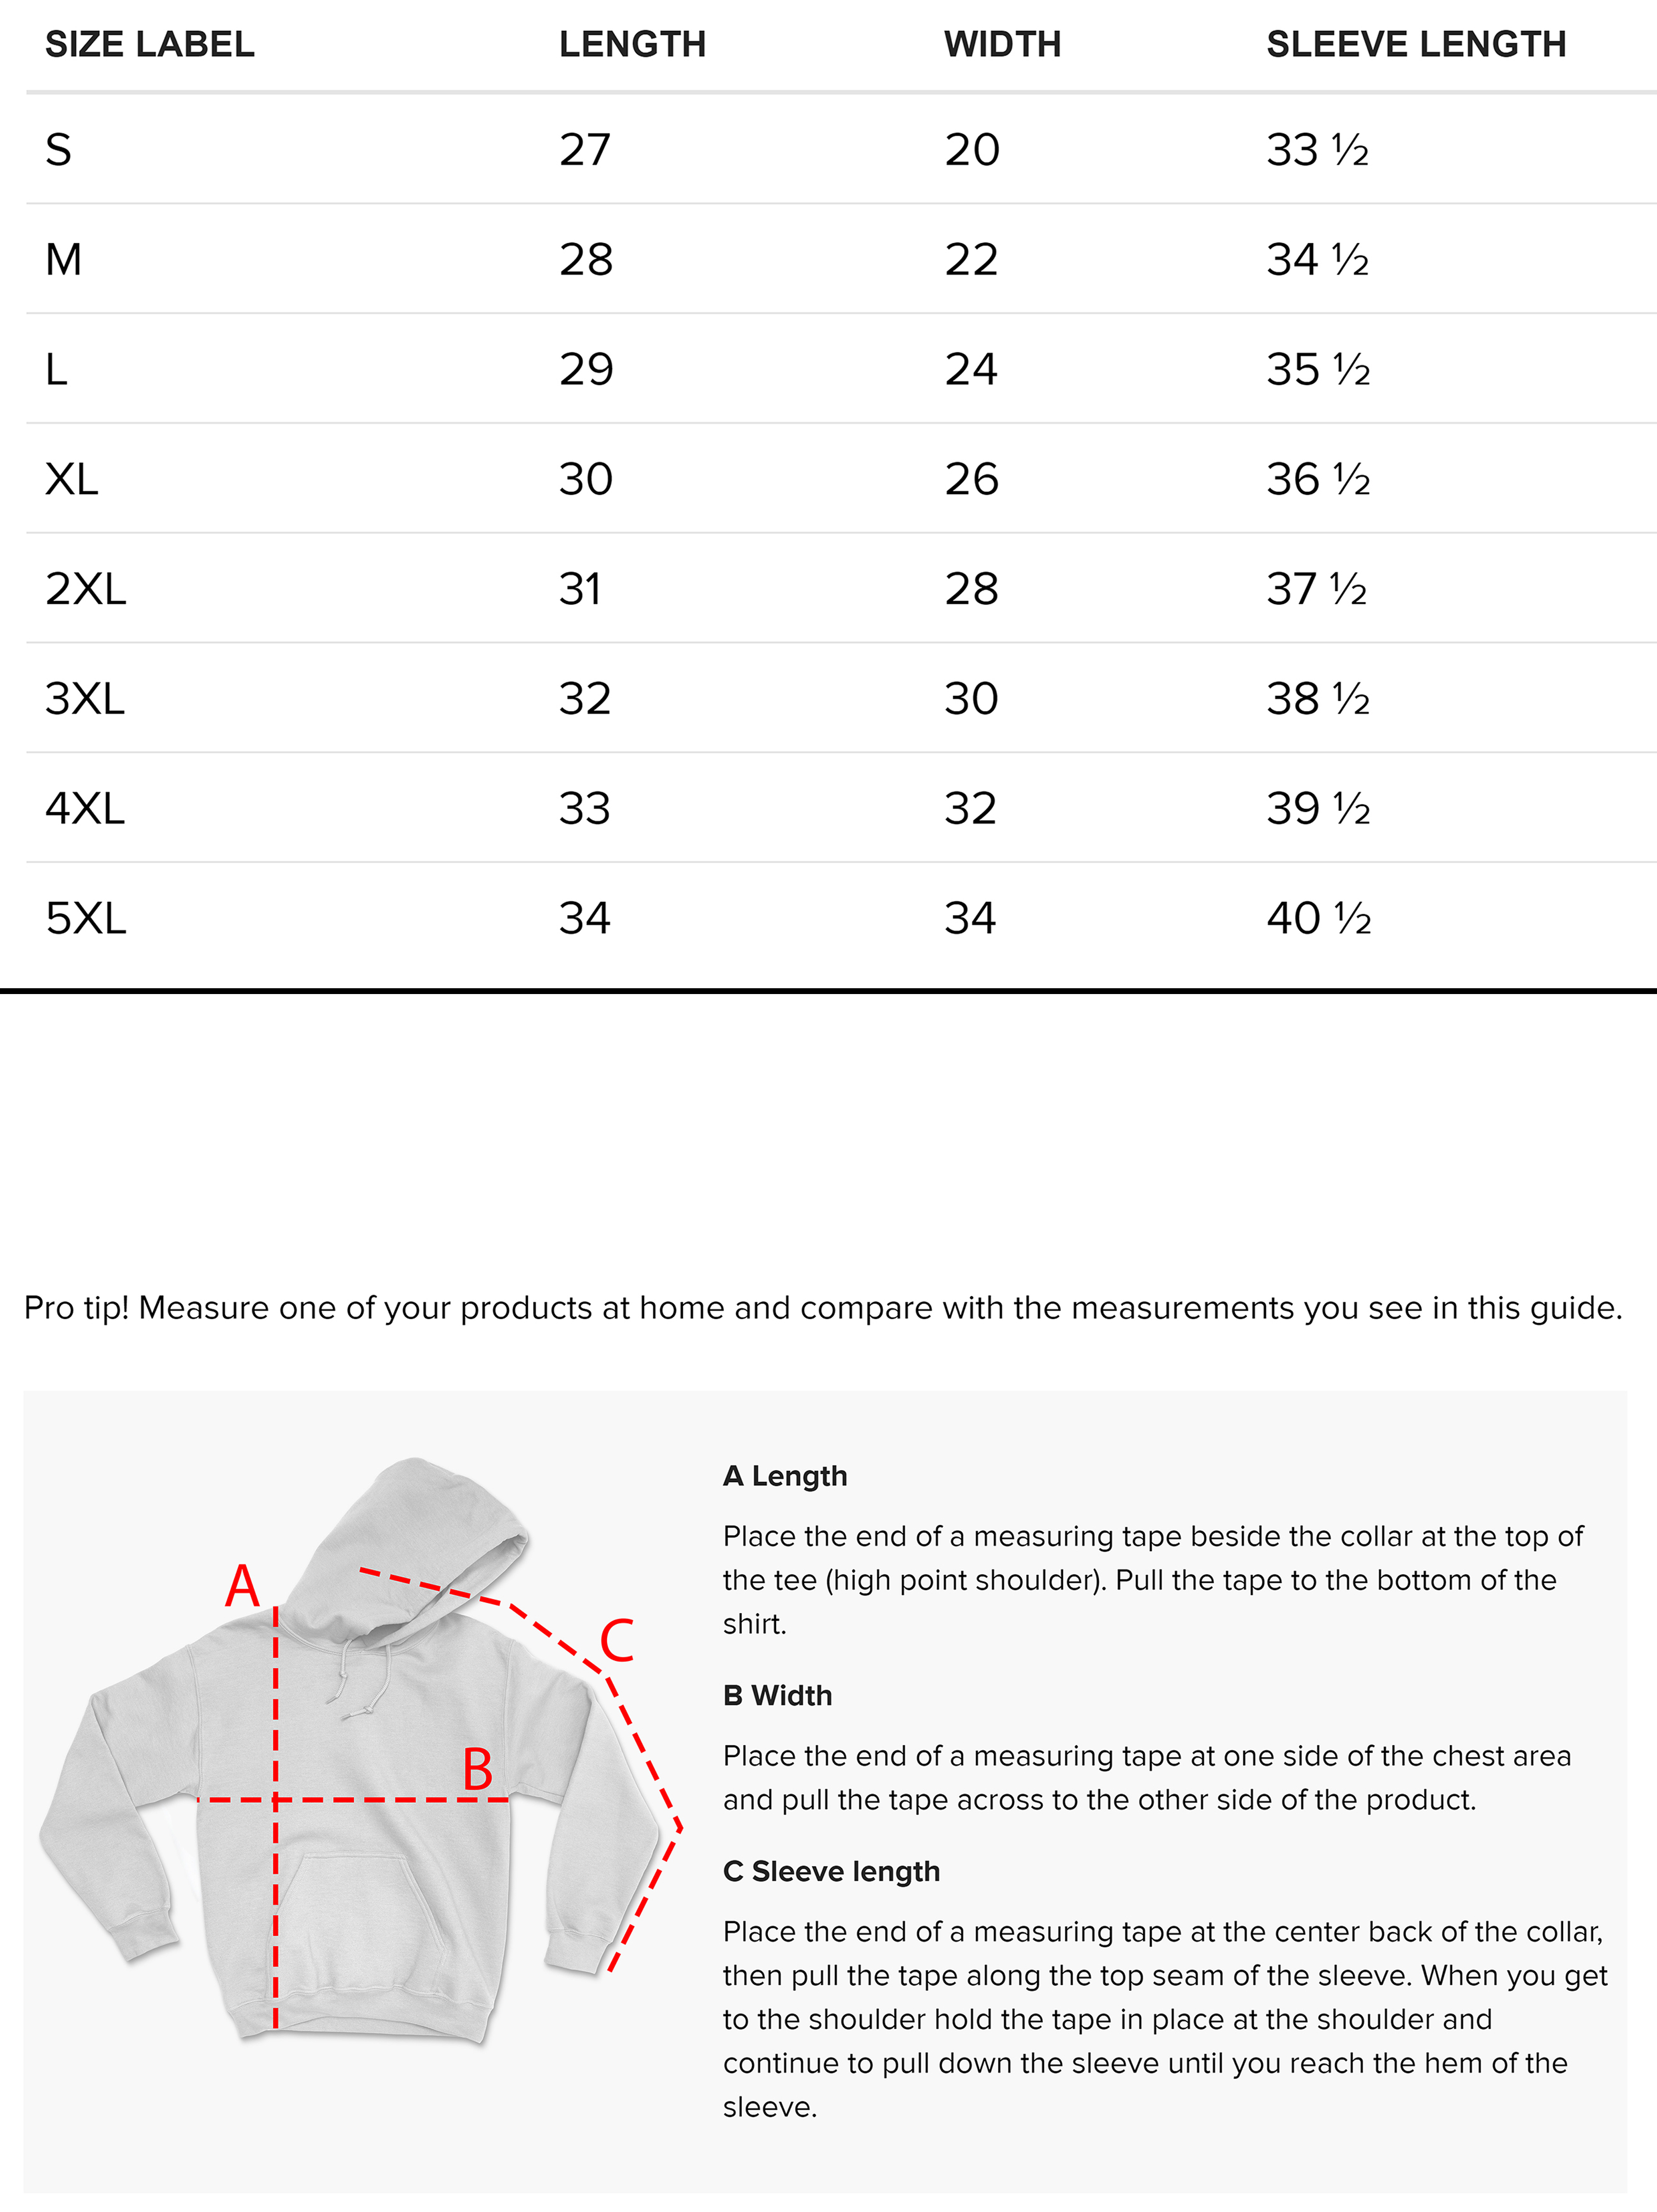 SIZE LABEL LENGTH WIDTH SLEEVE LENGTH
S 27 20 33 ½
M 28 22 34 ½
L 29 24 35 ½
XL 30 26 36 ½
2XL 31 28 37 ½
3XL 32 30 38 ½
4XL 33 32 39 ½
5XL 34 34 40 ½
Pro tip! Measure one of your products at home and compare with the measurements you see in this guide.
A
B
C
A Length
Place the end of a measuring tape beside the collar at the top of
the tee (high point shoulder). Pull the tape to the bottom of the
shirt.
B Width
Place the end of a measuring tape at one side of the chest area
and pull the tape across to the other side of the product.
C Sleeve length
Place the end of a measuring tape at the center back of the collar,
then pull the tape along the top seam of the sleeve. When you get
to the shoulder hold the tape in place at the shoulder and
continue to pull down the sleeve until you reach the hem of the
sleeve.